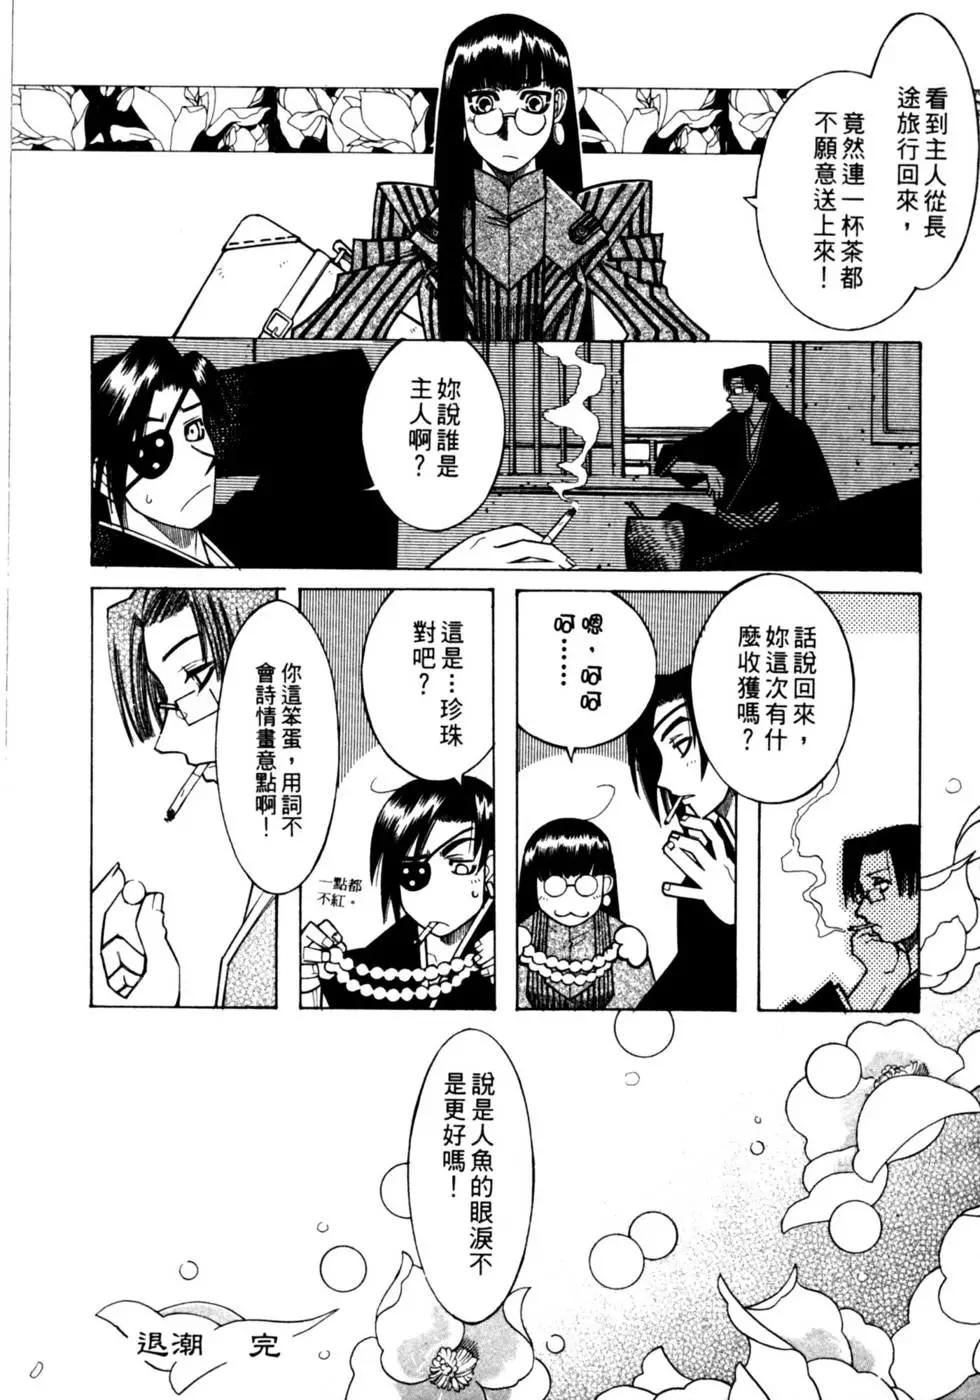 看到主人從長
途旅行回來，
竟然連一杯茶都
不願意送上來！
妳說誰是
主人啊？
話說回來，
妳這次有什
麼收獲嗎？
嗯，呵呵
呵……
這是…珍珠
對吧？
一點都
不紅。
你這笨蛋，用詞不
會詩情畫意點啊！
說是人魚的眼淚不
是更好嗎！
退潮　完